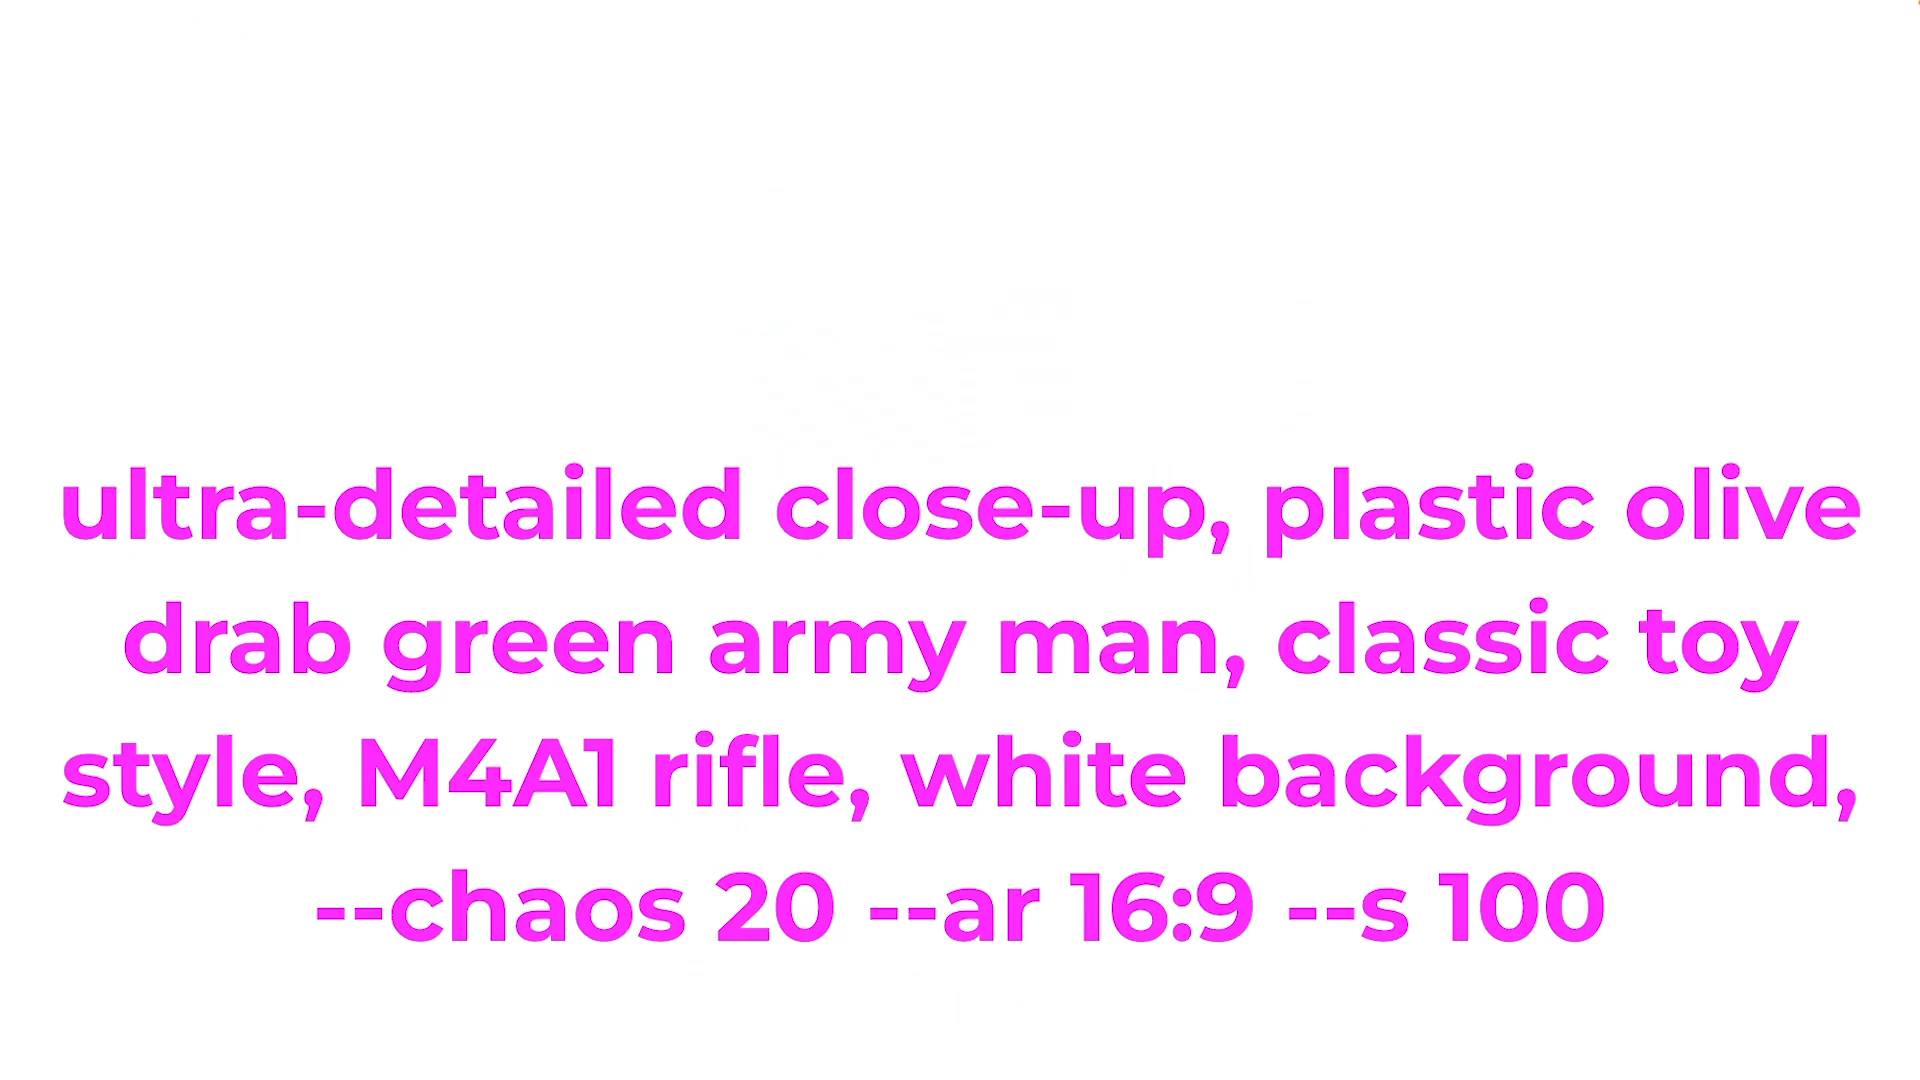 ultra-detailed close-up, plastic olive
drab green army man, classic toy
style, M4A1 rifle, white background,
--chaos 20 --ar 16:9 --s 100